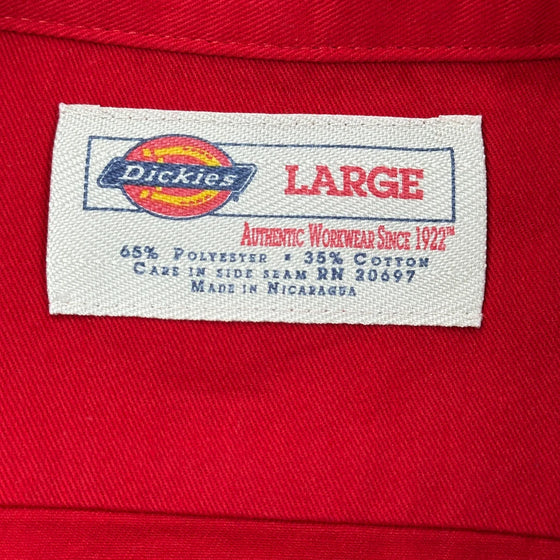 Dickies
LARGE
AUTHENTIC WORKWEAR SINCE 1922™
65% POLYESTER • 35% COTTON
CARE IN SIDE SEAM RN 20697
MADE IN NICARAGUA